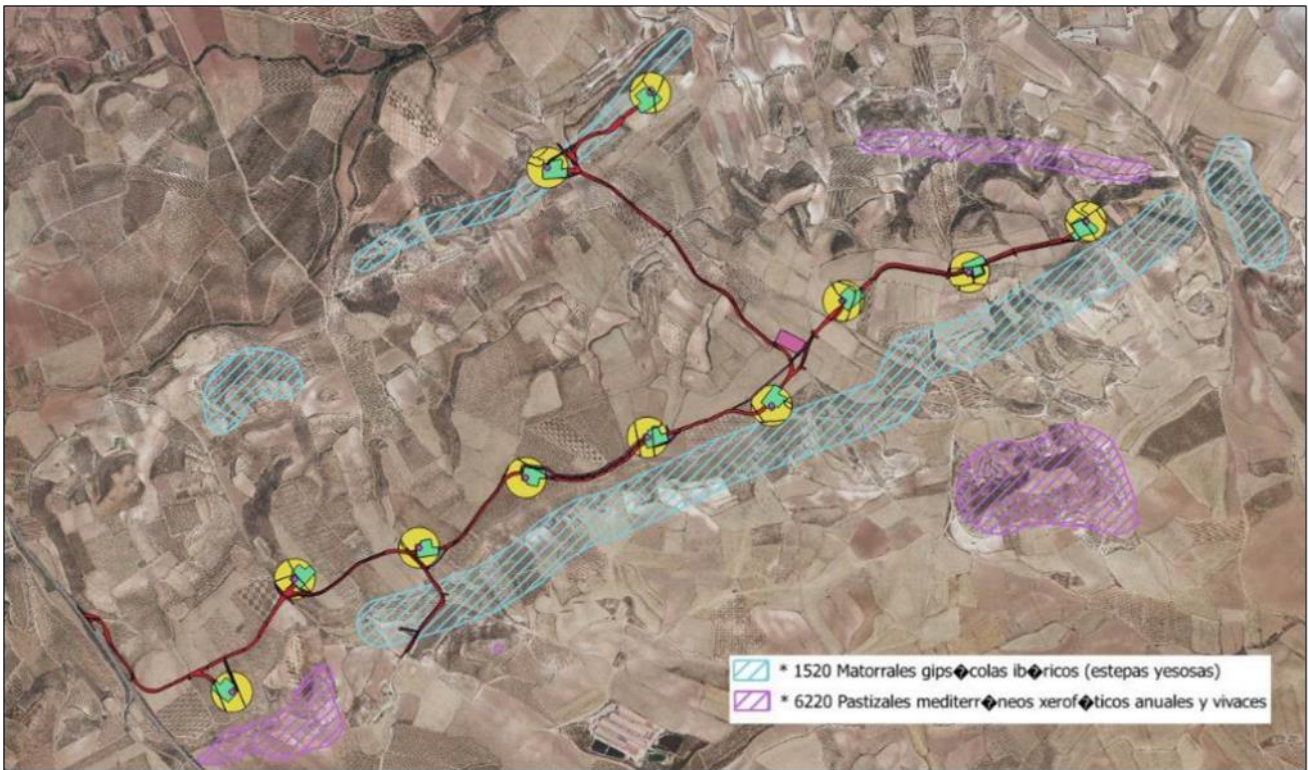 * 1520 Matorrales gips�colas ib�ricos (estepas yesosas)
* 6220 Pastizales mediterr�neos xerof�ticos anuales y vivaces